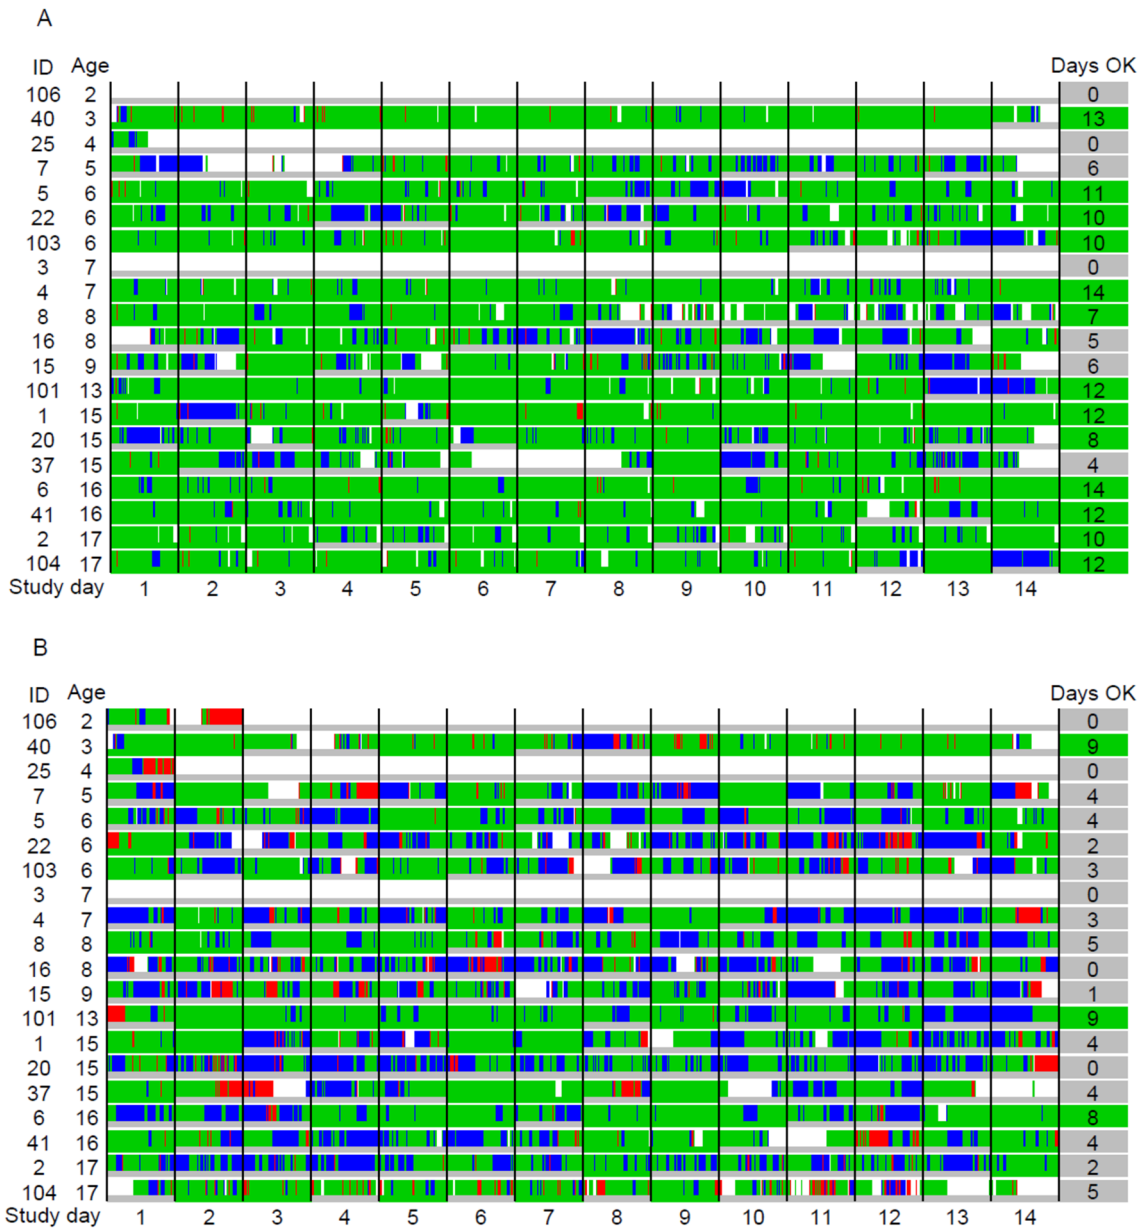 A
ID Age Days OK
106 2 0
40 3 13
25 4 0
7 5 6
5 6 11
22 6 10
103 6 10
3 7 0
4 7 14
8 8 7
16 8 5
15 9 6
101 13 12
1 15 12
20 15 8
37 15 4
6 16 14
41 16 12
2 17 10
104 17 12
Study day 1 2 3 4 5 6 7 8 9 10 11 12 13 14
B
ID Age Days OK
106 2 0
40 3 9
25 4 0
7 5 4
5 6 4
22 6 2
103 6 3
3 7 0
4 7 3
8 8 5
16 8 0
15 9 1
101 13 9
1 15 4
20 15 0
37 15 4
6 16 8
41 16 4
2 17 2
104 17 5
Study day 1 2 3 4 5 6 7 8 9 10 11 12 13 14